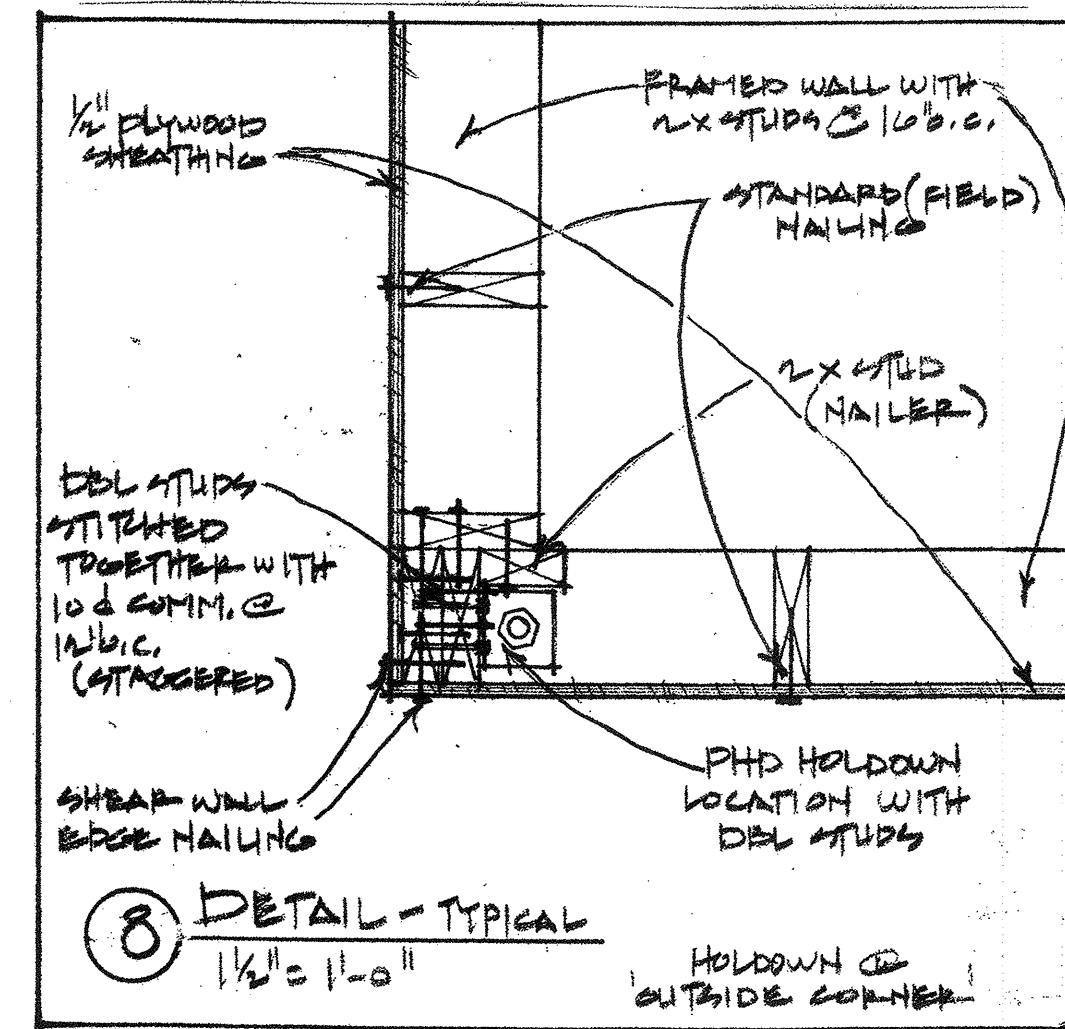 1/2" PLYWOOD
SHEATHING
FRAMED WALL WITH
2x STUDS @ 16" O.C.
STANDARD (FIELD)
NAILING
2 x STUD
(NAILER)
DBL STUDS
STITCHED
TOGETHER WITH
10 d COMM. @
12" O.C.
(STAGGERED)
SHEAR WALL
EDGE NAILING
PHD HOLDOWN
LOCATION WITH
DBL STUDS
8 DETAIL - TYPICAL
1 1/2" = 1'-0"
HOLDOWN @
'OUTSIDE CORNER'